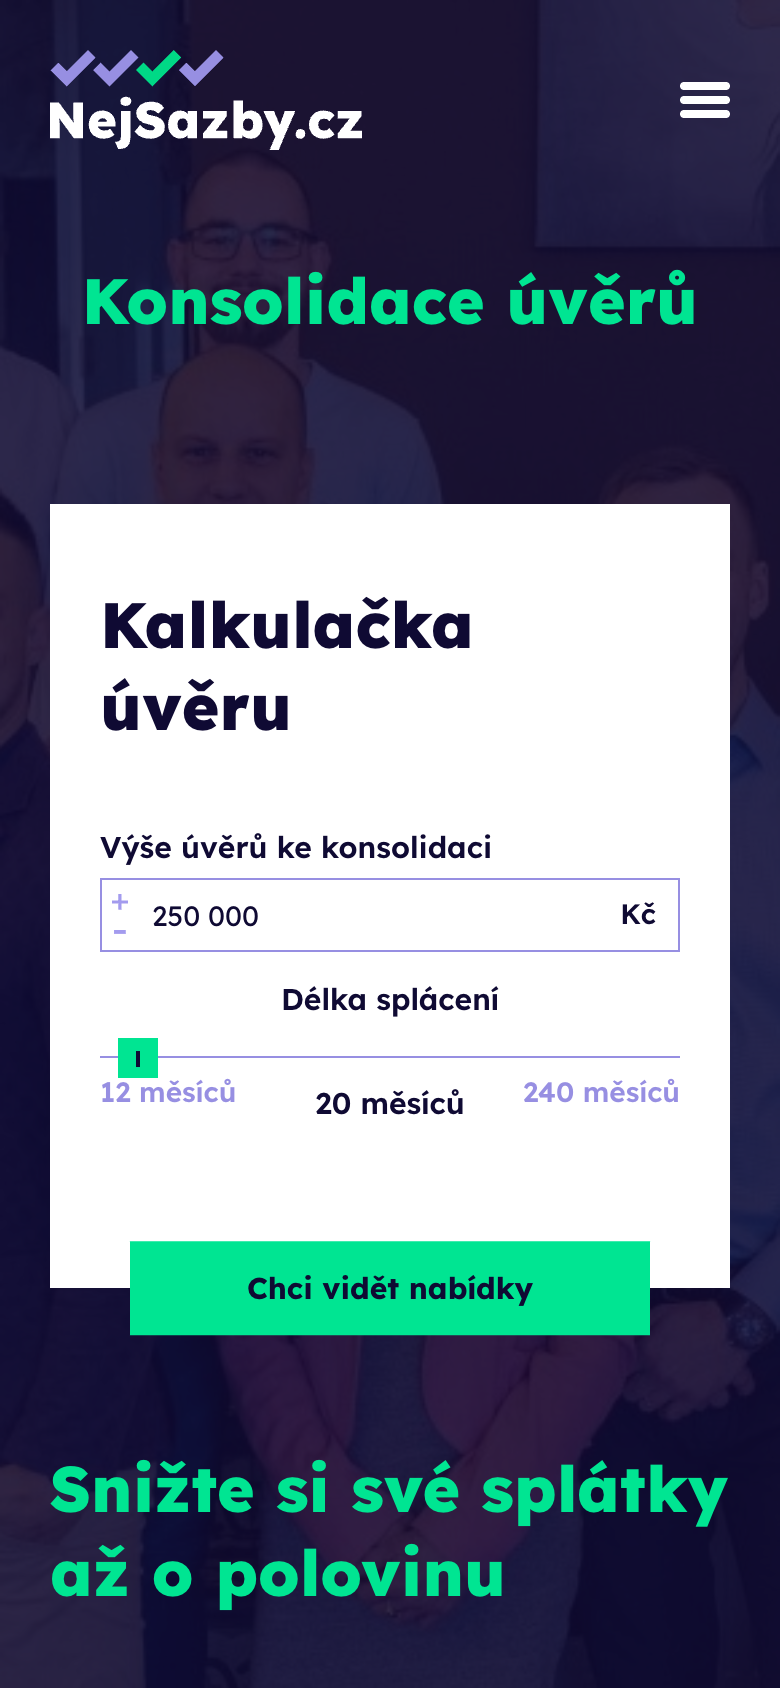 NejSazby.cz
Konsolidace úvěrů
Kalkulačka
úvěru
Výše úvěrů ke konsolidaci
+
-
250 000
Kč
Délka splácení
12 měsíců
20 měsíců
240 měsíců
Chci vidět nabídky
Snižte si své splátky
až o polovinu